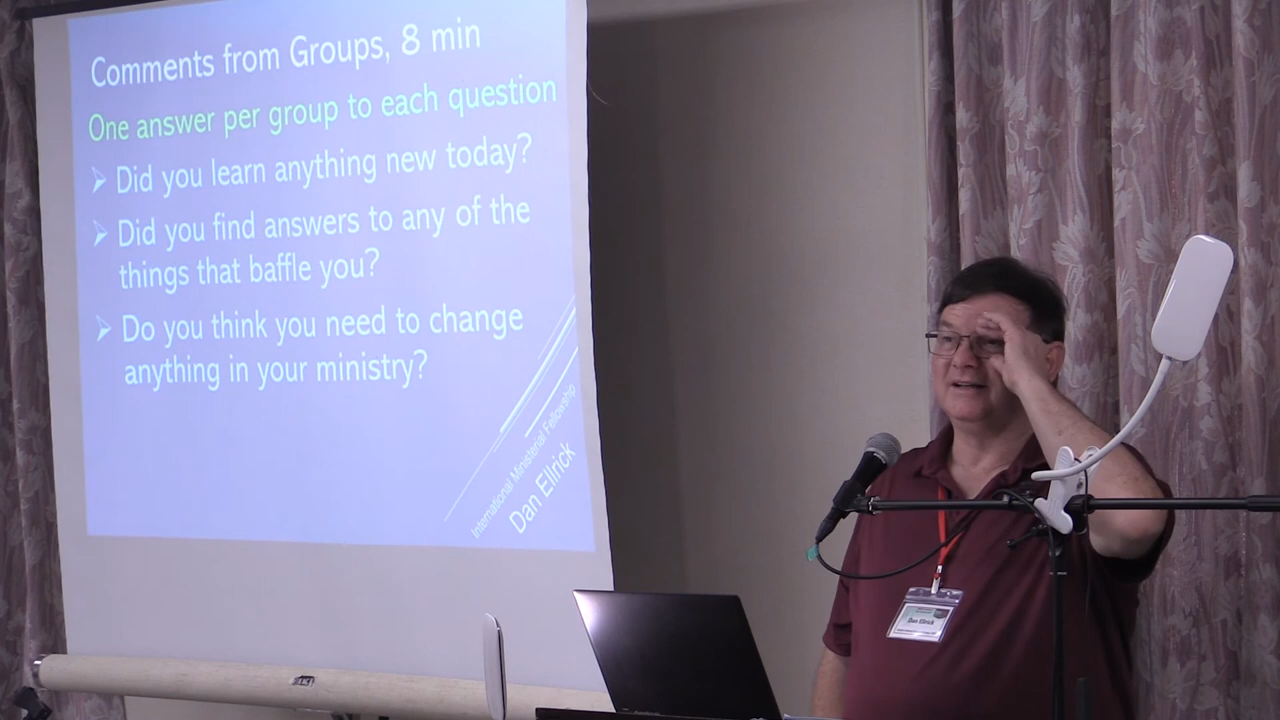 Comments from Groups, 8 min
One answer per group to each question
Did you learn anything new today?
Did you find answers to any of the
things that baffle you?
Do you think you need to change
anything in your ministry?
International Ministerial Fellowship
Dan Ellrick
Dan Ellrick